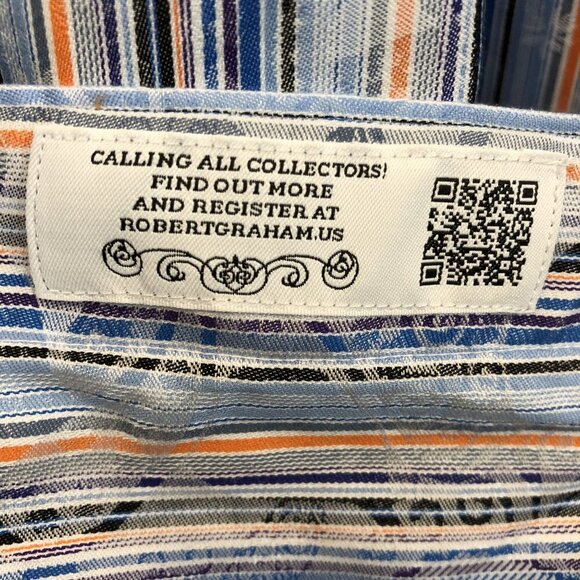 CALLING ALL COLLECTORS!
FIND OUT MORE
AND REGISTER AT
ROBERTGRAHAM.US